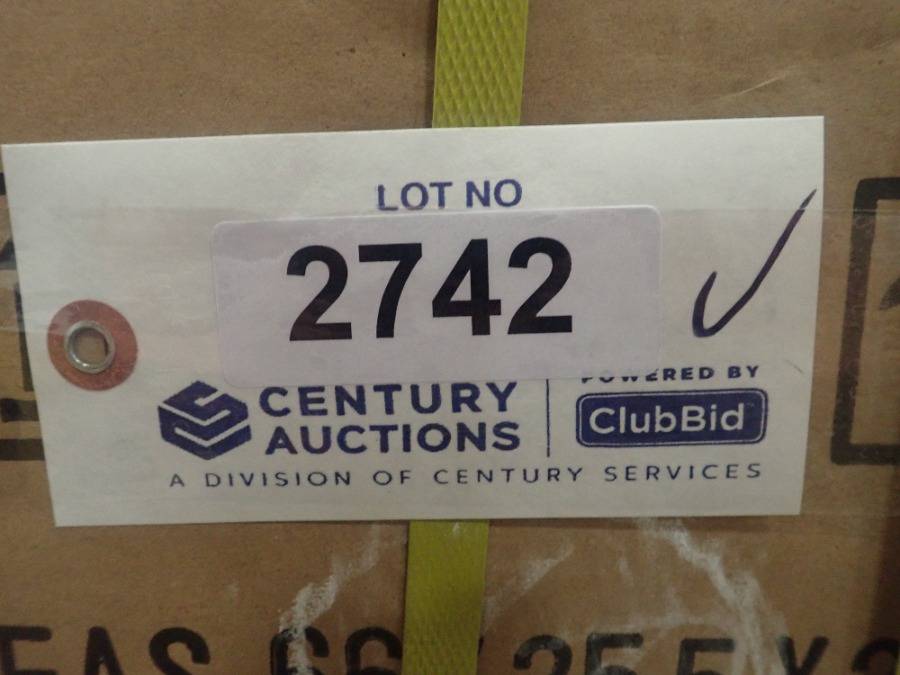 LOT NO
2742
CENTURY
AUCTIONS
POWERED BY
ClubBid
A DIVISION OF CENTURY SERVICES